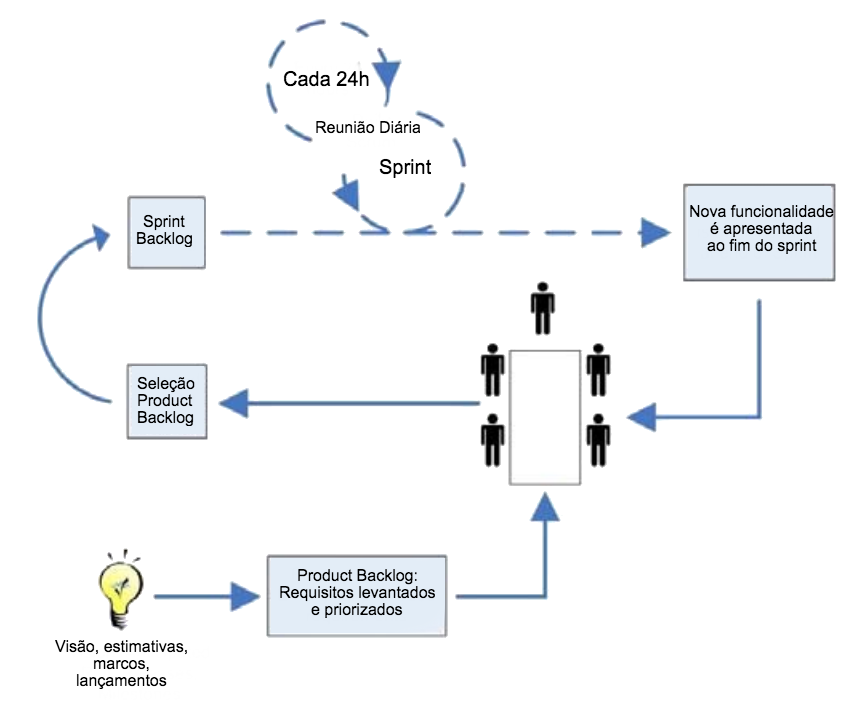 Cada 24h
Reunião Diária
Sprint
Sprint
Backlog
Nova funcionalidade
é apresentada
ao fim do sprint
Seleção
Product
Backlog
Product Backlog:
Requisitos levantados
e priorizados
Visão, estimativas,
marcos,
lançamentos